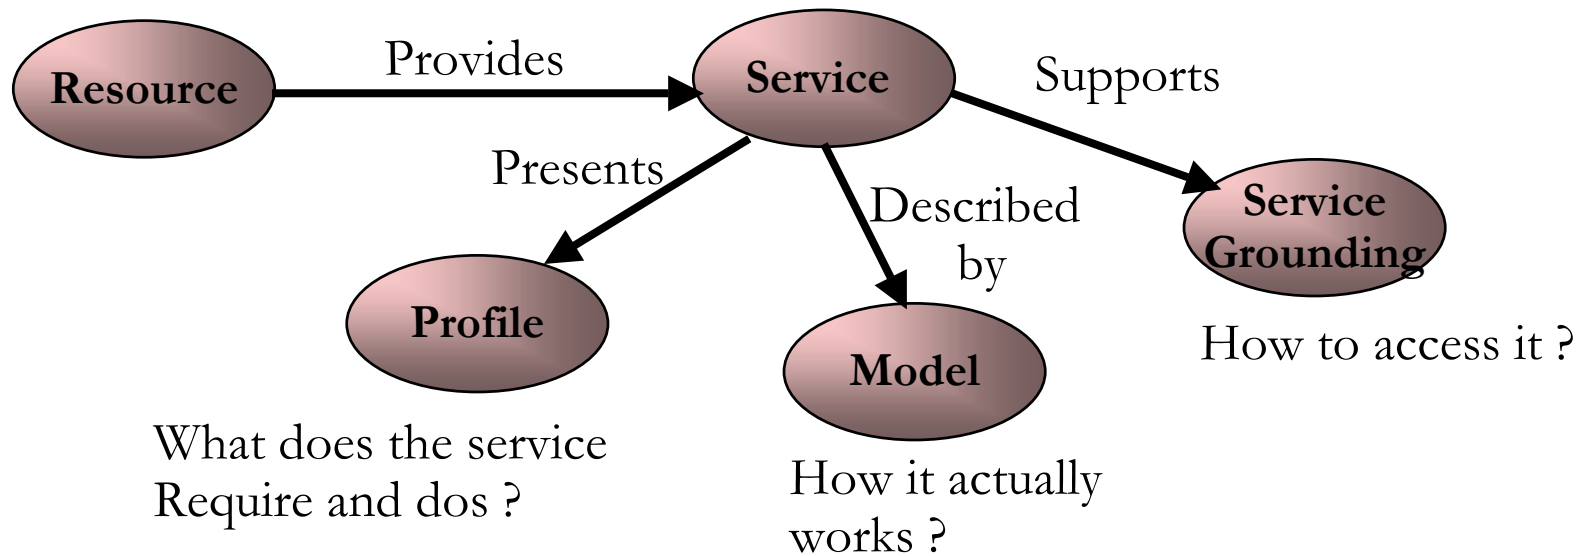 Resource
Provides
Service
Supports
Presents
Described
by
Service
Grounding
Profile
Model
How to access it ?
What does the service
Require and dos ?
How it actually
works ?